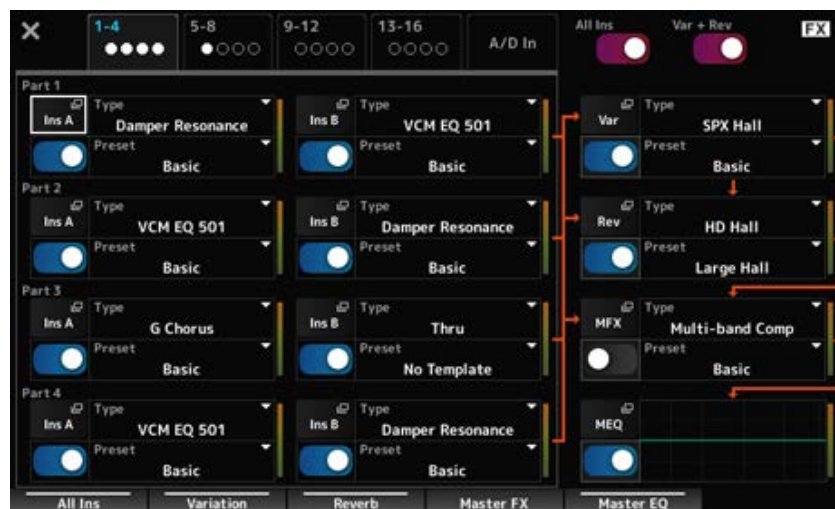 1-4 5-8 9-12 13-16 A/D In All Ins Var + Rev FX
Part 1
Ins A Type Damper Resonance Ins B Type VCM EQ 501 Var Type SPX Hall
Preset Basic Preset Basic Preset Basic
Part 2
Ins A Type VCM EQ 501 Ins B Type Damper Resonance Rev Type HD Hall
Preset Basic Preset Basic Preset Large Hall
Part 3
Ins A Type G Chorus Ins B Type Thru MFX Type Multi-band Comp
Preset Basic Preset No Template Preset Basic
Part 4
Ins A Type VCM EQ 501 Ins B Type Damper Resonance MEQ
Preset Basic Preset Basic
All Ins Variation Reverb Master FX Master EQ